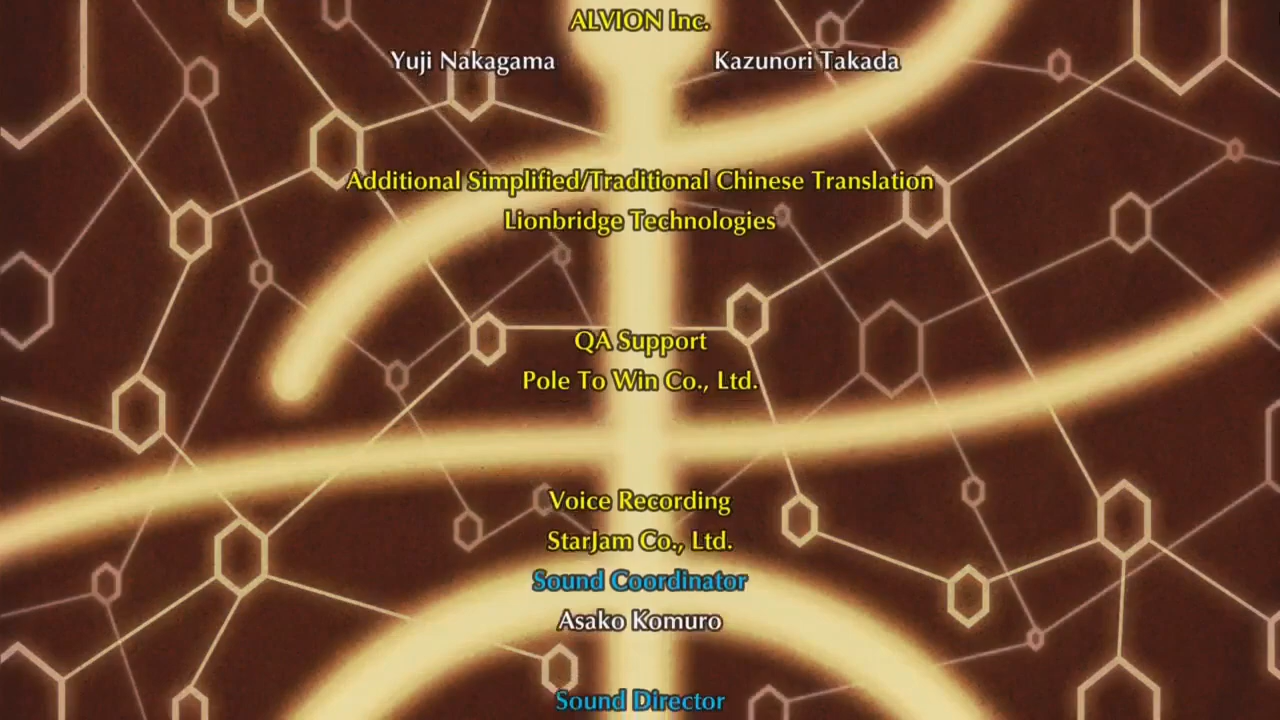 ALVION Inc.
Yuji Nakagama Kazunori Takada
Additional Simplified/Traditional Chinese Translation
Lionbridge Technologies
QA Support
Pole To Win Co., Ltd.
Voice Recording
StarJam Co., Ltd.
Sound Coordinator
Asako Komuro
Sound Director